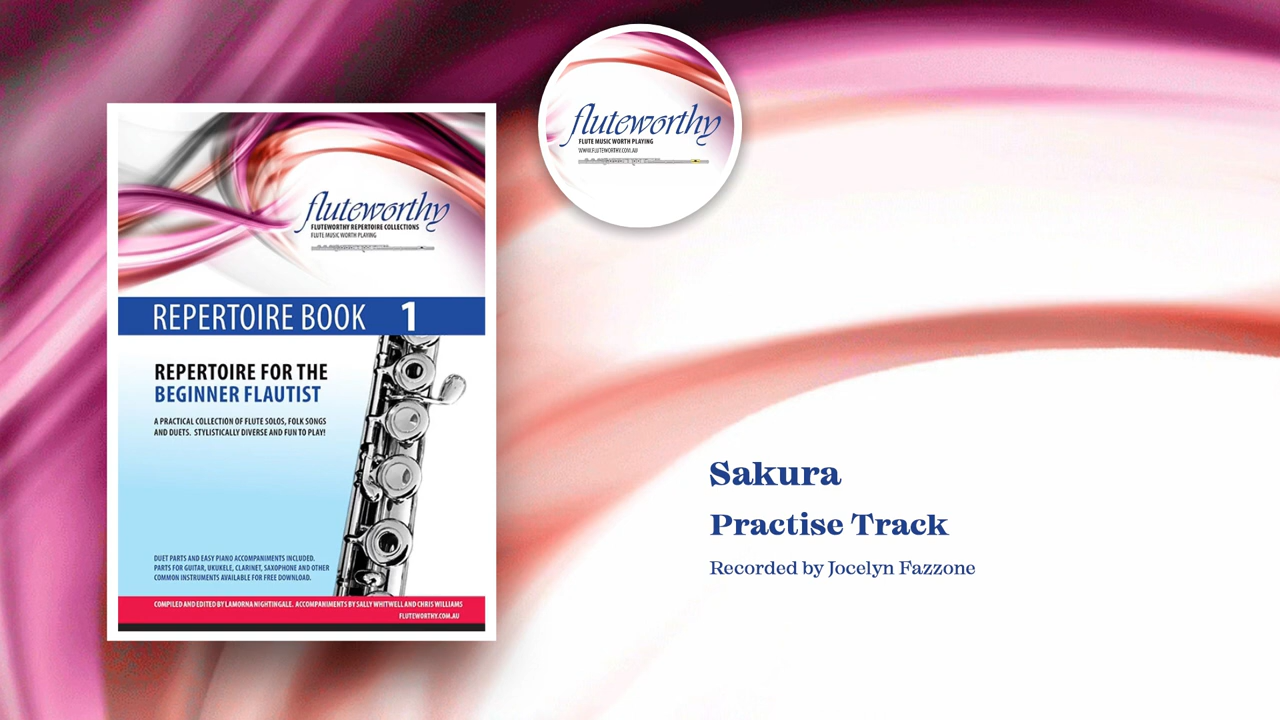 fluteworthy
FLUTE MUSIC WORTH PLAYING
WWW.FLUTEWORTHY.COM.AU
fluteworthy
FLUTEWORTHY REPERTOIRE COLLECTIONS
FLUTE MUSIC WORTH PLAYING
REPERTOIRE BOOK 1
REPERTOIRE FOR THE
BEGINNER FLAUTIST
A PRACTICAL COLLECTION OF FLUTE SOLOS, FOLK SONGS
AND DUETS. STYLISTICALLY DIVERSE AND FUN TO PLAY!
DUET PARTS AND EASY PIANO ACCOMPANIMENTS INCLUDED.
PARTS FOR GUITAR, UKUKELE, CLARINET, SAXOPHONE AND OTHER
COMMON INSTRUMENTS AVAILABLE FOR FREE DOWNLOAD.
COMPILED AND EDITED BY LAMORNA NIGHTINGALE. ACCOMPANIMENTS BY SALLY WHITWELL AND CHRIS WILLIAMS
FLUTEWORTHY.COM.AU
Sakura
Practise Track
Recorded by Jocelyn Fazzone